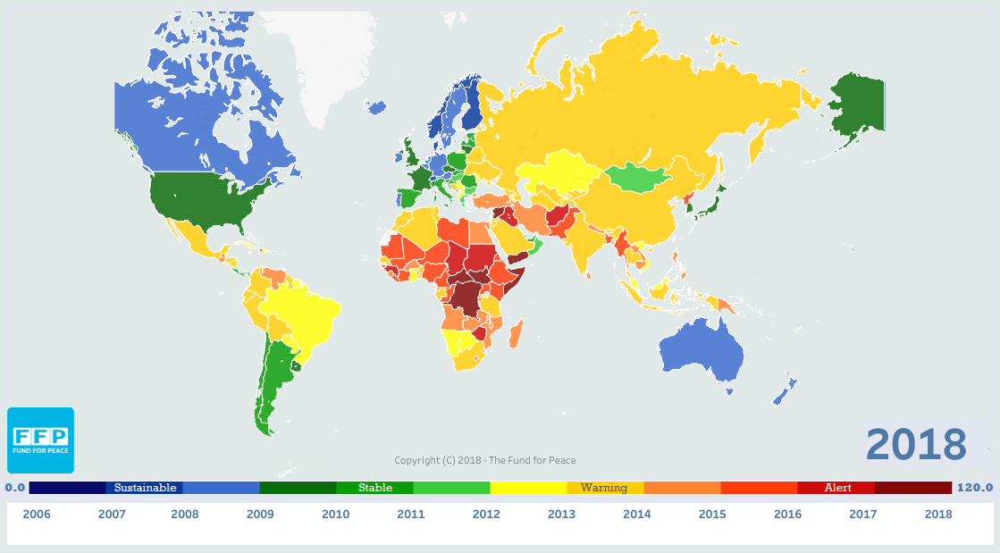 2018
FFP
FUND FOR PEACE
Copyright (C) 2018 - The Fund for Peace
0.0 Sustainable Stable Warning Alert 120.0
2006 2007 2008 2009 2010 2011 2012 2013 2014 2015 2016 2017 2018